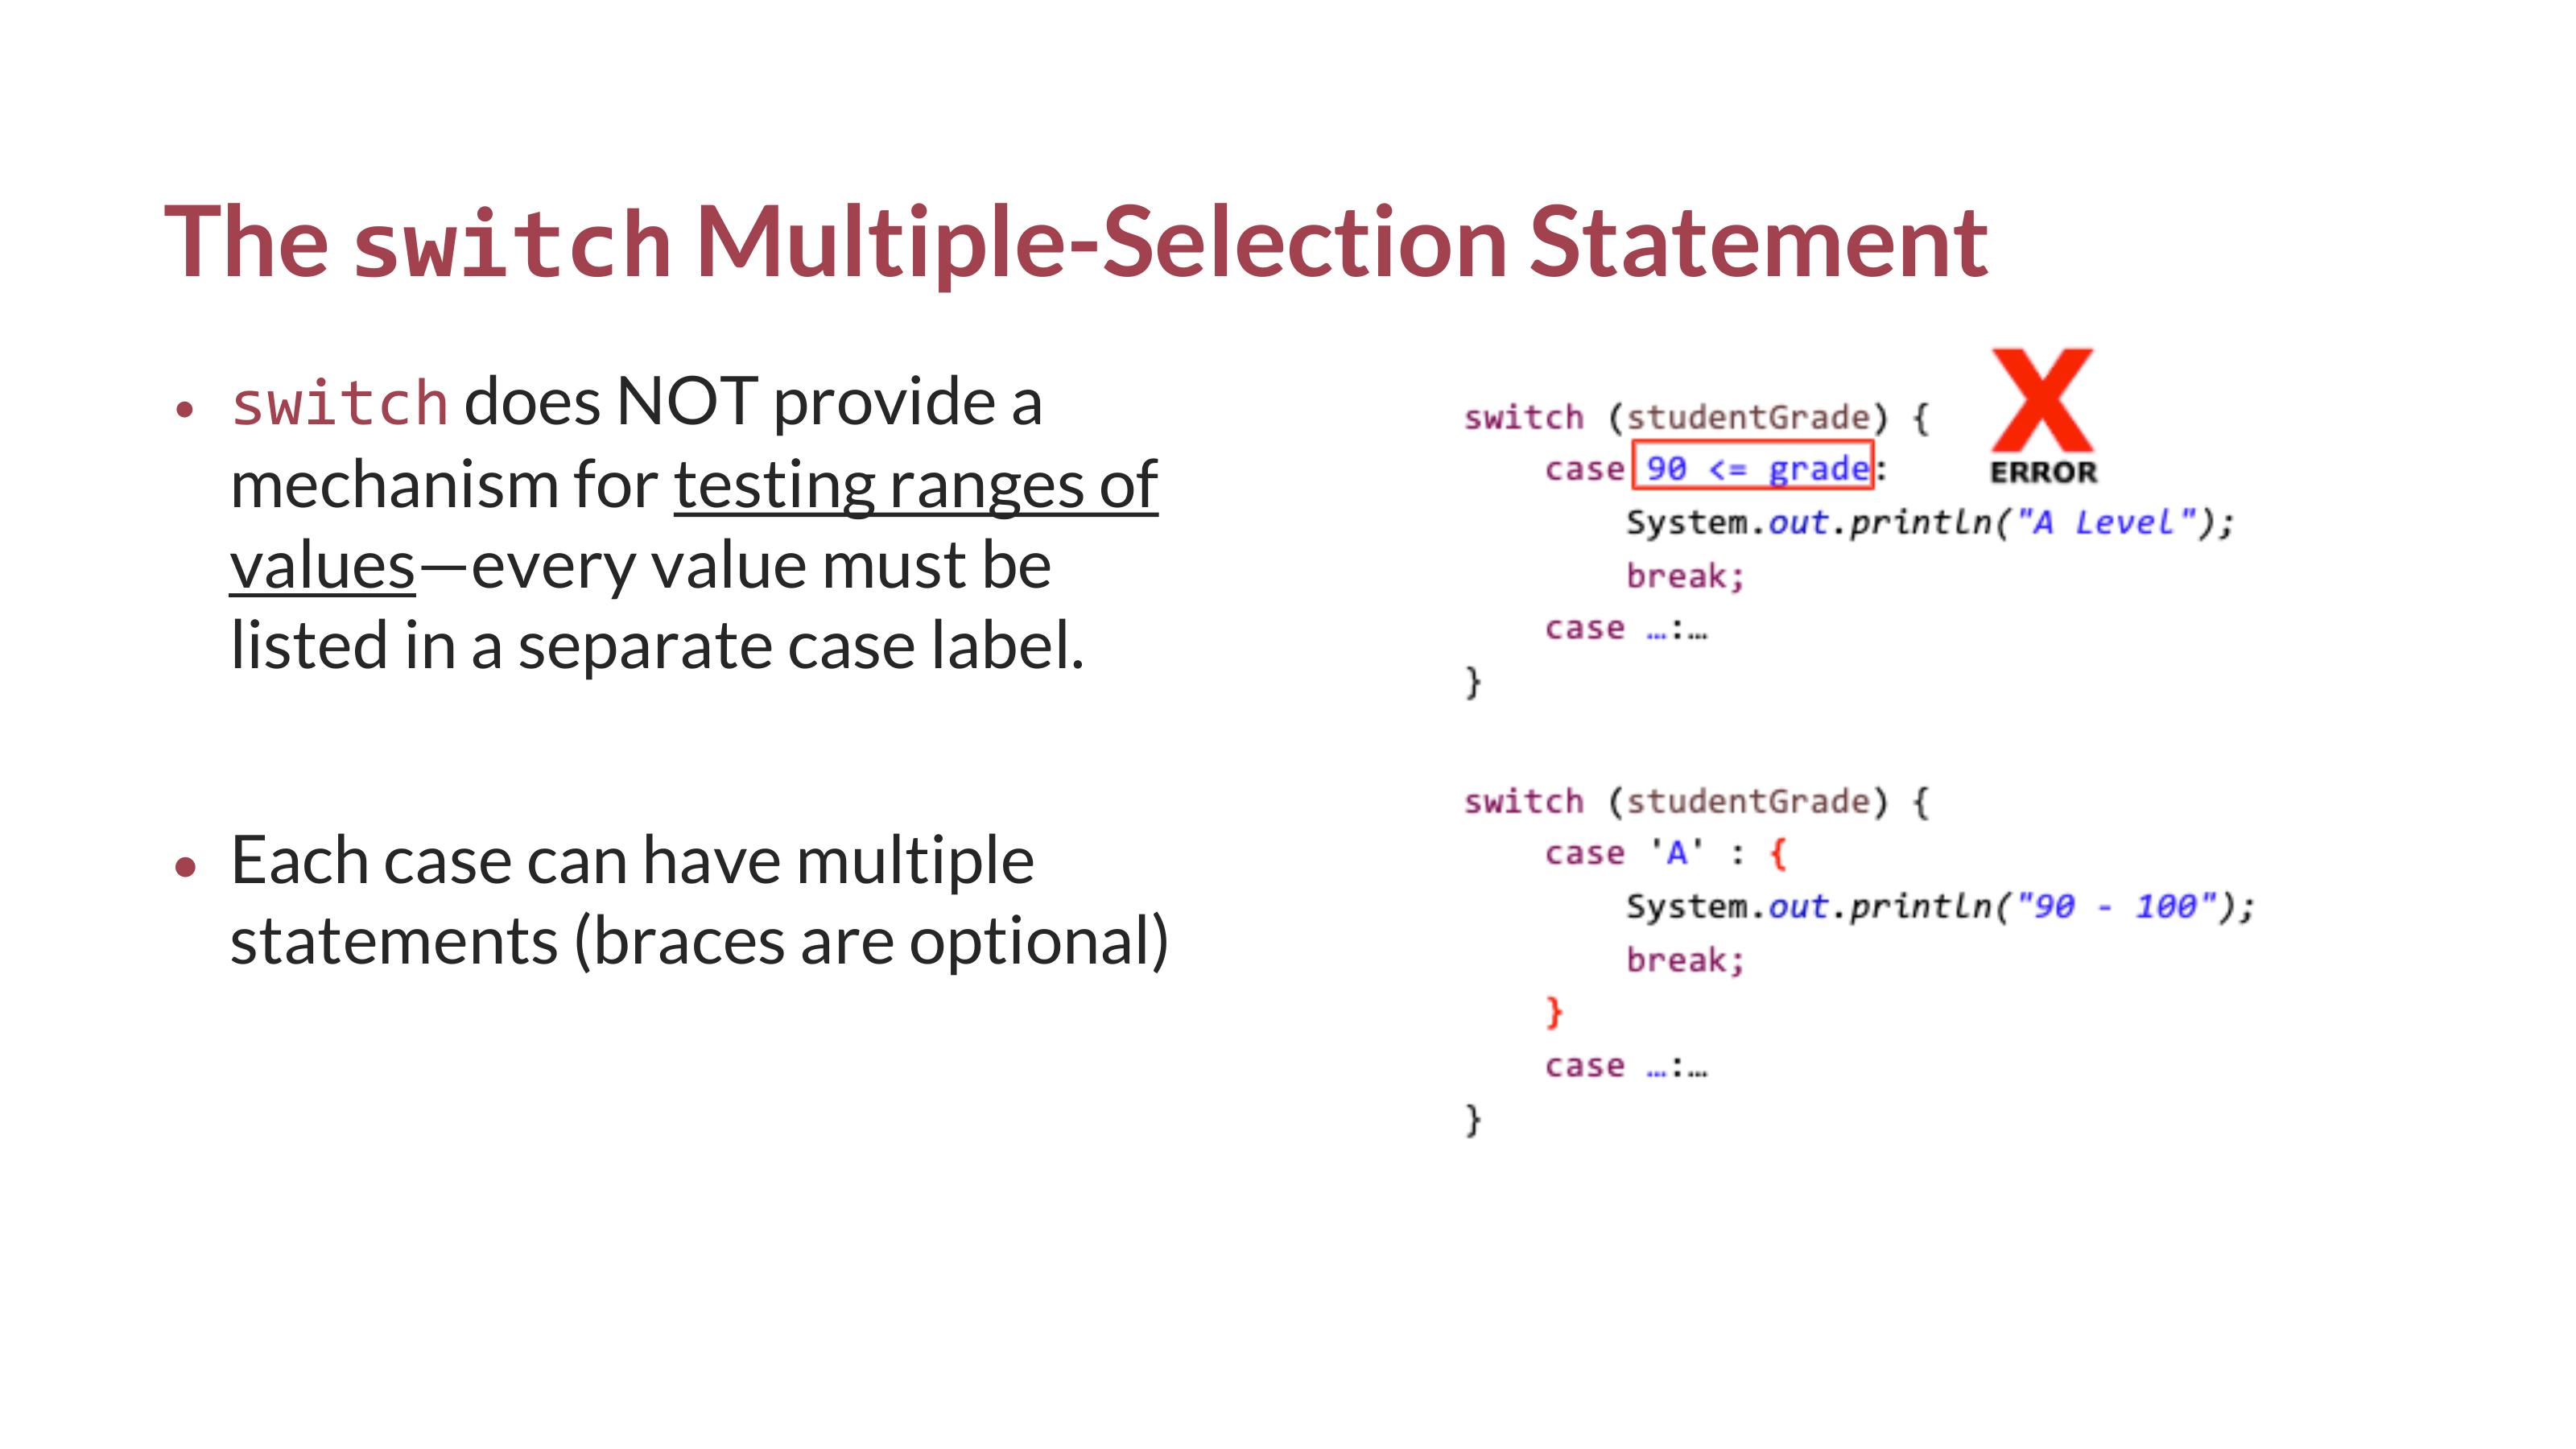 The switch Multiple-Selection Statement
• switch does NOT provide a
mechanism for testing ranges of
values—every value must be
listed in a separate case label.
• Each case can have multiple
statements (braces are optional)
X
ERROR
switch (studentGrade) {
    case 90 <= grade:
        System.out.println("A Level");
        break;
    case …:…
}
switch (studentGrade) {
    case 'A' : {
        System.out.println("90 - 100");
        break;
    }
    case …:…
}